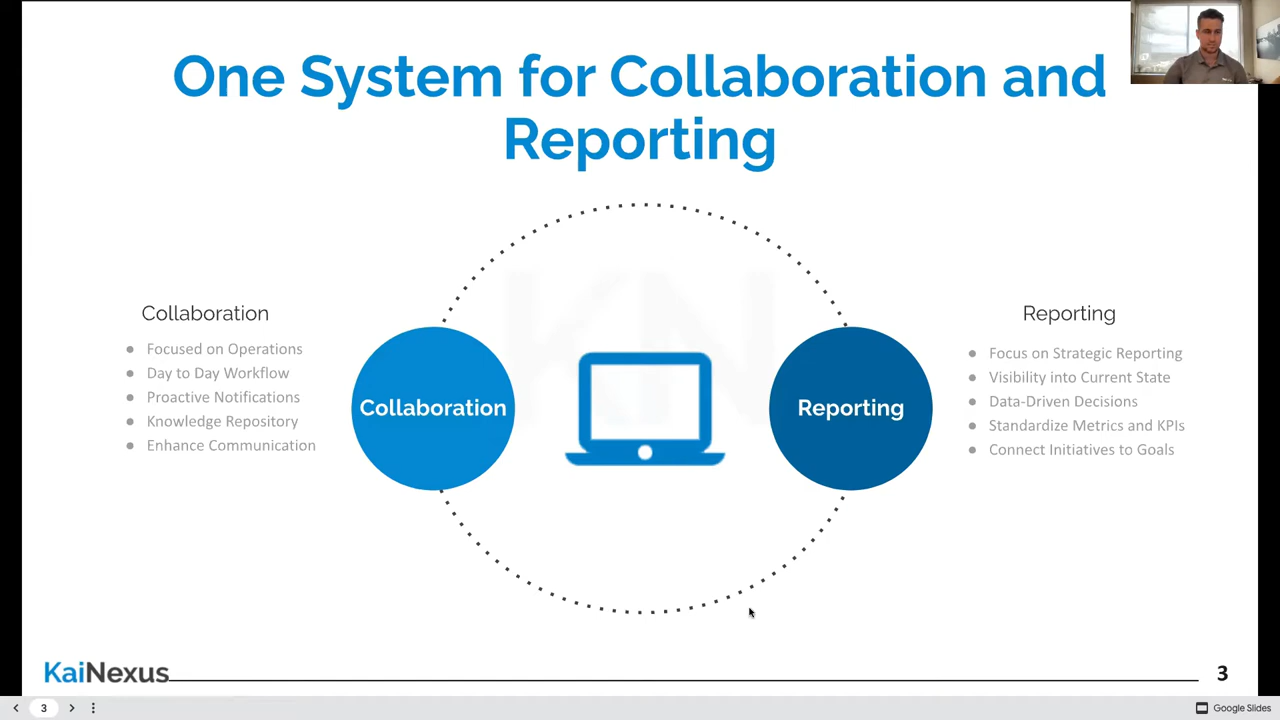 One System for Collaboration and
Reporting
Collaboration
Focused on Operations
Day to Day Workflow
Proactive Notifications
Knowledge Repository
Enhance Communication
Collaboration
KN
Reporting
Reporting
Focus on Strategic Reporting
Visibility into Current State
Data-Driven Decisions
Standardize Metrics and KPIs
Connect Initiatives to Goals
KaiNexus
3
3
Google Slides